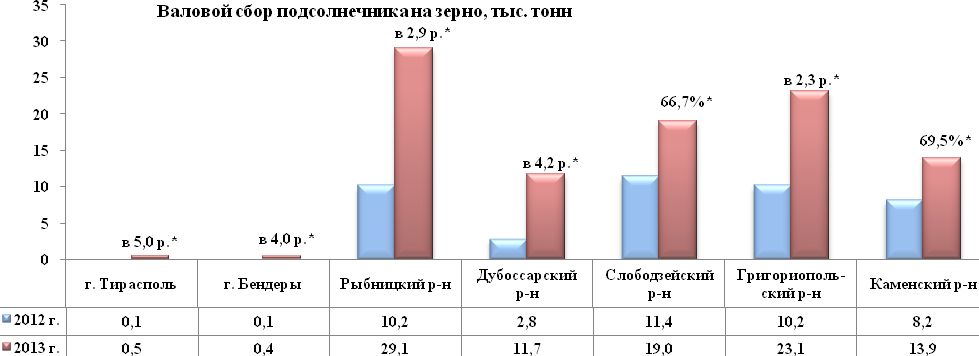 Валовой сбор подсолнечника на зерно, тыс. тонн
35
30
25
20
15
10
5
0
в 5,0 р.*
в 4,0 р.*
в 2,9 р.*
в 4,2 р.*
66,7%*
в 2,3 р.*
69,5%*
г. Тирасполь г. Бендеры Рыбницкий р-н Дубоссарский р-н Слободзейский р-н Григориополь-ский р-н Каменский р-н
2012 г. 0,1 0,1 10,2 2,8 11,4 10,2 8,2
2013 г. 0,5 0,4 29,1 11,7 19,0 23,1 13,9